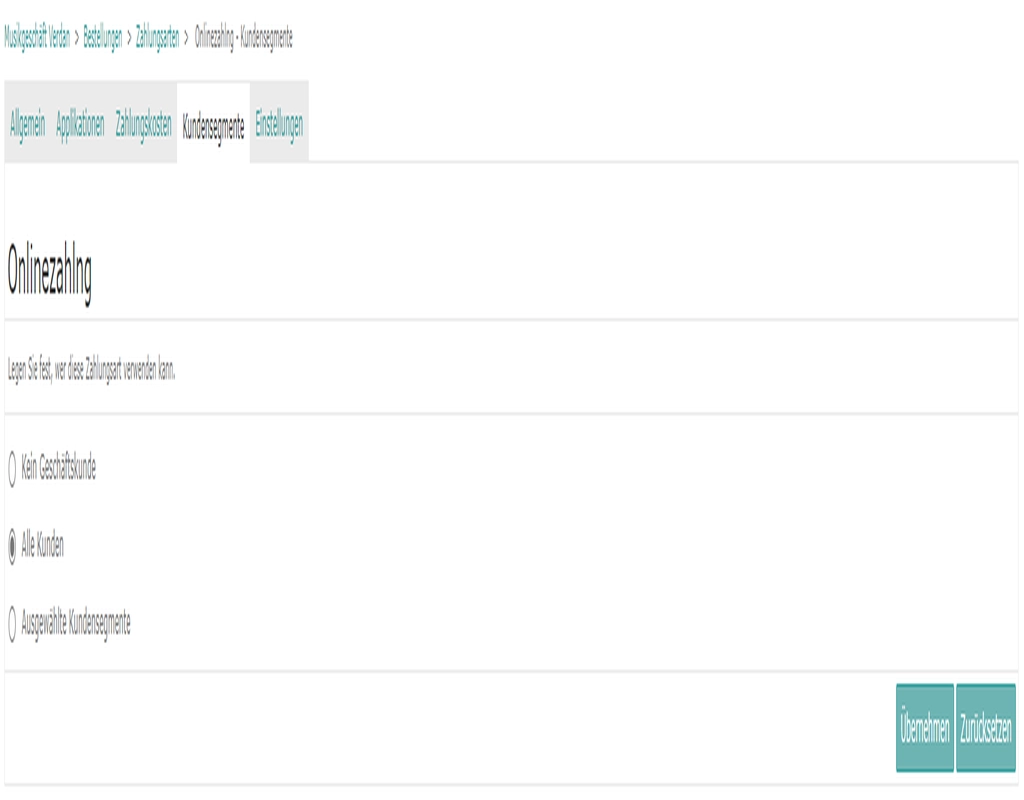 Musikgeschäft Verdan > Bestellungen > Zahlungsarten > Onlinezahlng - Kundensegmente
Allgemein Applikationen Zahlungskosten Kundensegmente Einstellungen
Onlinezahlng
Legen Sie fest, wer diese Zahlungsart verwenden kann.
Kein Geschäftskunde
Alle Kunden
Ausgewählte Kundensegmente
Übernehmen Zurücksetzen